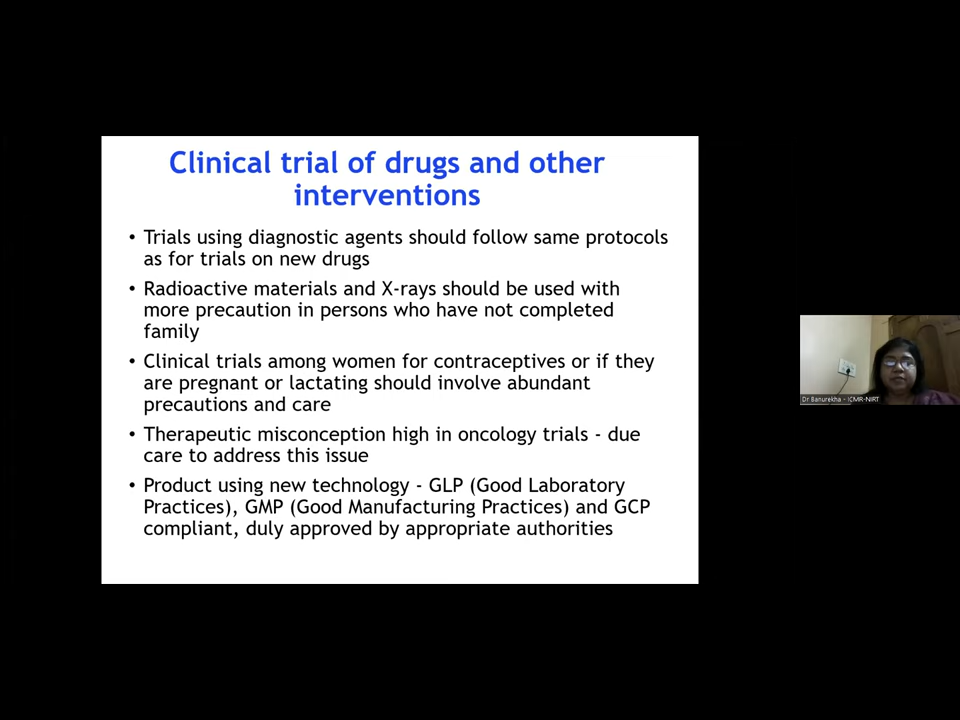 Clinical trial of drugs and other
interventions
• Trials using diagnostic agents should follow same protocols
as for trials on new drugs
• Radioactive materials and X-rays should be used with
more precaution in persons who have not completed
family
• Clinical trials among women for contraceptives or if they
are pregnant or lactating should involve abundant
precautions and care
• Therapeutic misconception high in oncology trials - due
care to address this issue
• Product using new technology - GLP (Good Laboratory
Practices), GMP (Good Manufacturing Practices) and GCP
compliant, duly approved by appropriate authorities
Dr Banurekha - ICMR-NIRT